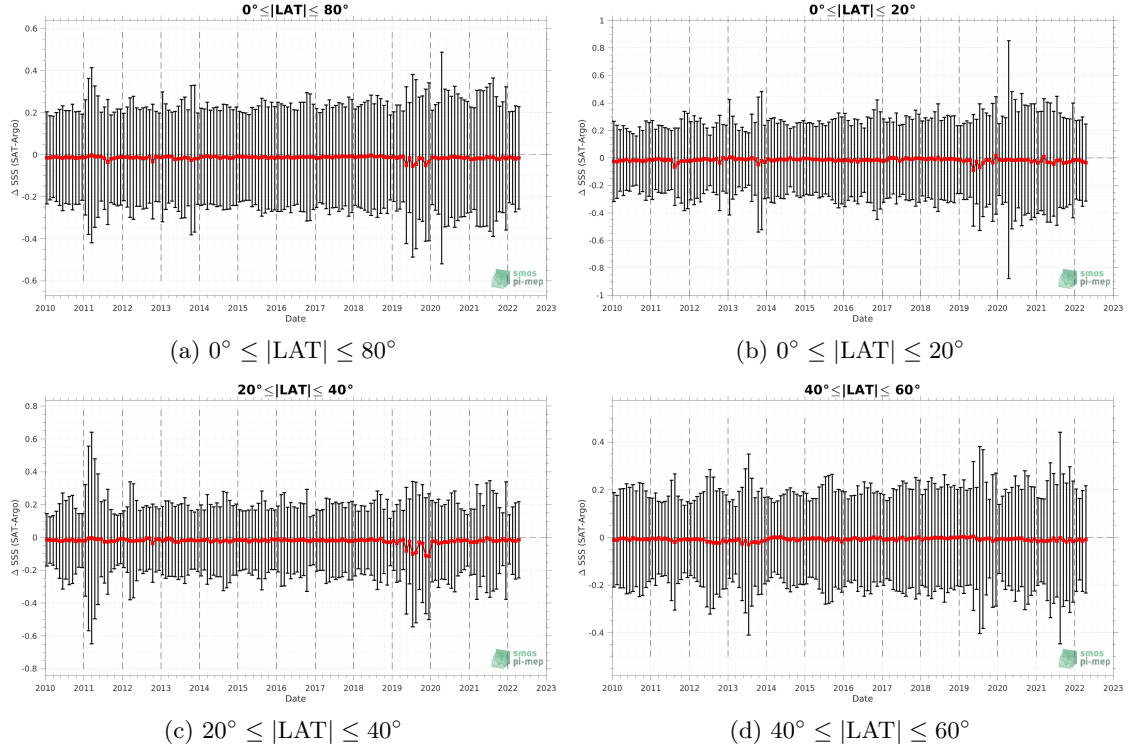 0°≤|LAT|≤ 80°
0.6
0.4
0.2
0
-0.2
-0.4
-0.6
Δ SSS (SAT-Argo)
2010 2011 2012 2013 2014 2015 2016 2017 2018 2019 2020 2021 2022 2023
Date
smos
pi-mep
(a) 0° ≤ |LAT| ≤ 80°
0°≤|LAT|≤ 20°
1
0.8
0.6
0.4
0.2
0
-0.2
-0.4
-0.6
-0.8
-1
Δ SSS (SAT-Argo)
2010 2011 2012 2013 2014 2015 2016 2017 2018 2019 2020 2021 2022 2023
Date
smos
pi-mep
(b) 0° ≤ |LAT| ≤ 20°
20°≤|LAT|≤ 40°
0.8
0.6
0.4
0.2
0
-0.2
-0.4
-0.6
-0.8
Δ SSS (SAT-Argo)
2010 2011 2012 2013 2014 2015 2016 2017 2018 2019 2020 2021 2022 2023
Date
smos
pi-mep
(c) 20° ≤ |LAT| ≤ 40°
40°≤|LAT|≤ 60°
0.4
0.2
0
-0.2
-0.4
Δ SSS (SAT-Argo)
2010 2011 2012 2013 2014 2015 2016 2017 2018 2019 2020 2021 2022 2023
Date
smos
pi-mep
(d) 40° ≤ |LAT| ≤ 60°